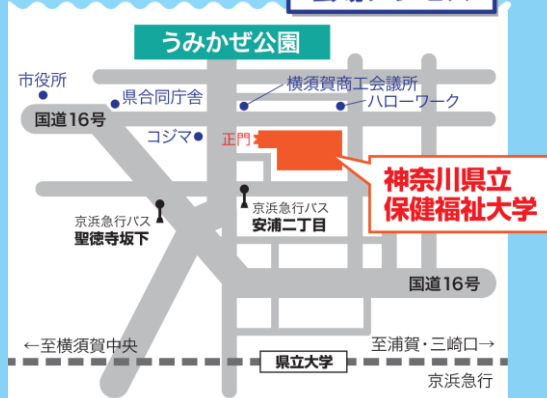 うみかぜ公園
市役所
県合同庁舎
横須賀商工会議所
ハローワーク
国道16号
コジマ
正門
神奈川県立
保健福祉大学
京浜急行バス
聖徳寺坂下
京浜急行バス
安浦二丁目
国道16号
←至横須賀中央
至浦賀・三崎口→
県立大学
京浜急行